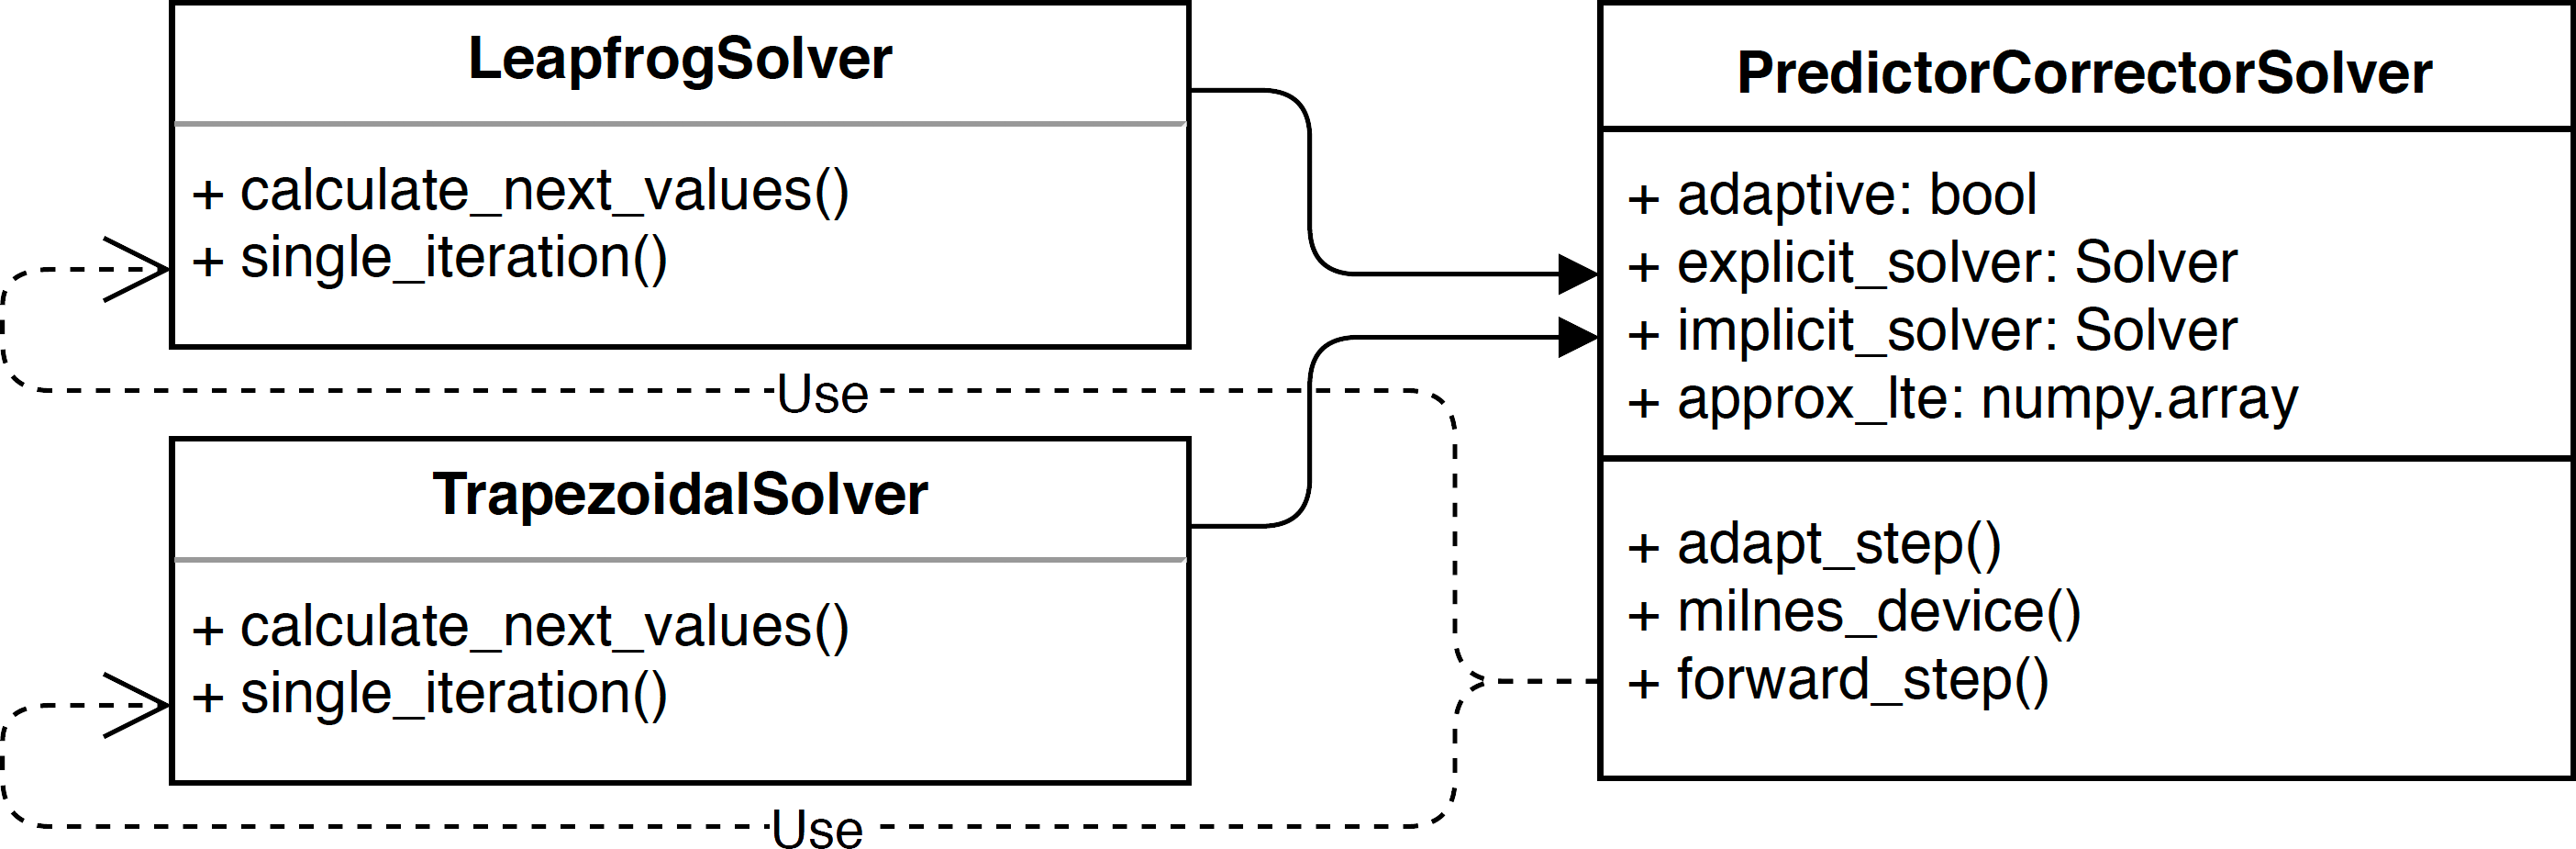 LeapfrogSolver
+ calculate_next_values()
+ single_iteration()
Use
TrapezoidalSolver
+ calculate_next_values()
+ single_iteration()
Use
PredictorCorrectorSolver
+ adaptive: bool
+ explicit_solver: Solver
+ implicit_solver: Solver
+ approx_lte: numpy.array
+ adapt_step()
+ milnes_device()
+ forward_step()